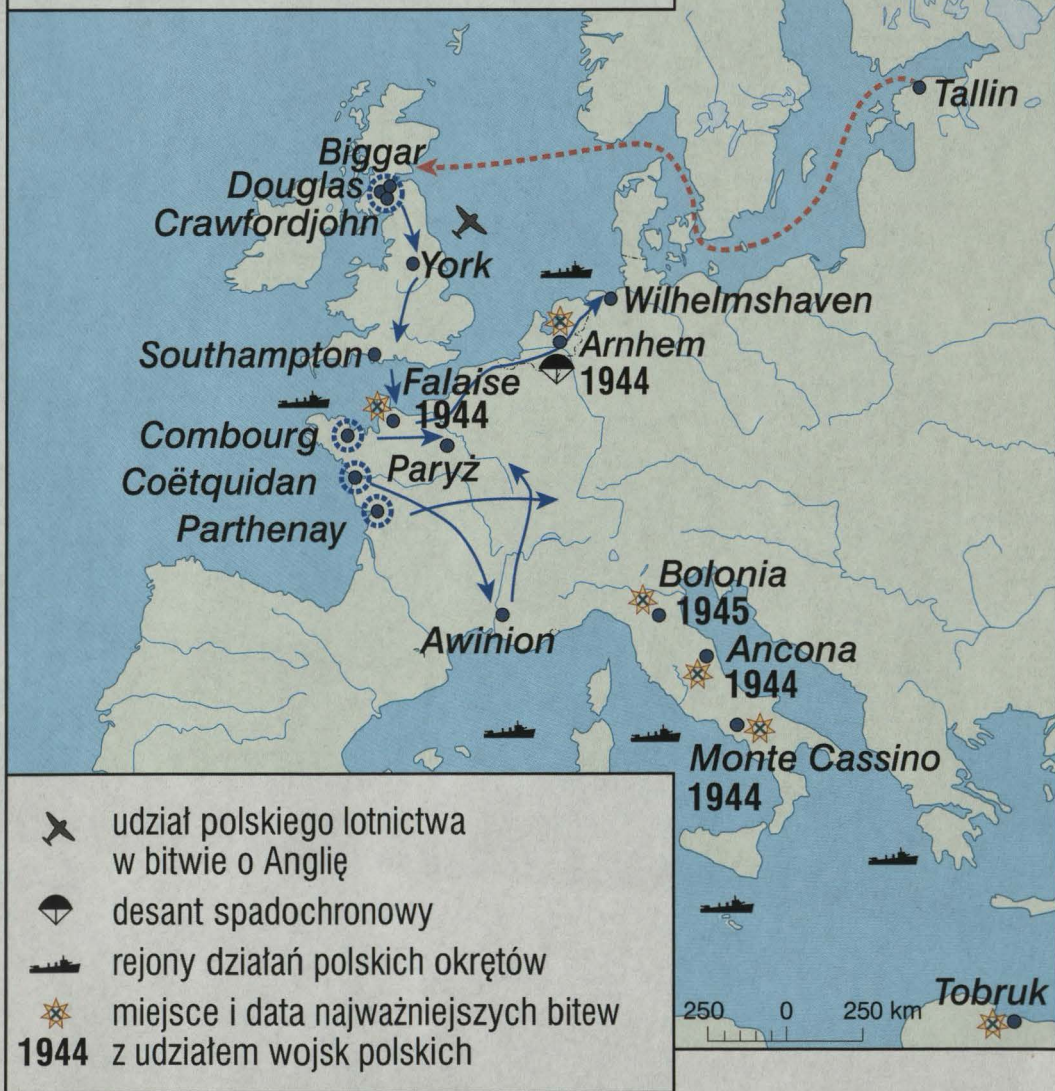 Tallin
Biggar
Douglas
Crawfordjohn
York
Wilhelmshaven
Southampton
Arnhem
1944
Falaise
1944
Combourg
Paryż
Coëtquidan
Parthenay
Bolonia
1945
Awinion
Ancona
1944
Monte Cassino
1944
udział polskiego lotnictwa
w bitwie o Anglię
desant spadochronowy
rejony działań polskich okrętów
miejsce i data najważniejszych bitew
1944 z udziałem wojsk polskich
Tobruk
250 0 250 km